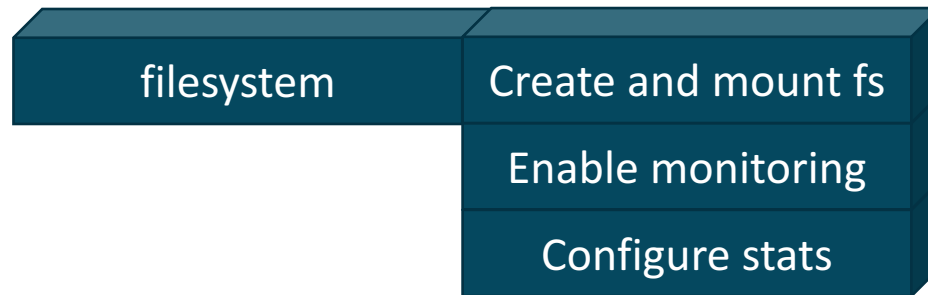 filesystem
Create and mount fs
Enable monitoring
Configure stats